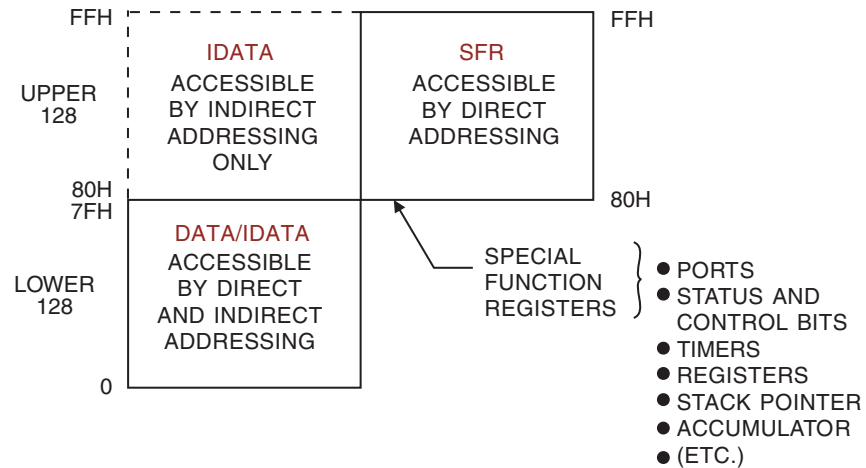 FFH
UPPER
128
80H
7FH
LOWER
128
0
IDATA
ACCESSIBLE
BY INDIRECT
ADDRESSING
ONLY
SFR
ACCESSIBLE
BY DIRECT
ADDRESSING
FFH
80H
DATA/IDATA
ACCESSIBLE
BY DIRECT
AND INDIRECT
ADDRESSING
SPECIAL
FUNCTION
REGISTERS
● PORTS
● STATUS AND
CONTROL BITS
● TIMERS
● REGISTERS
● STACK POINTER
● ACCUMULATOR
● (ETC.)